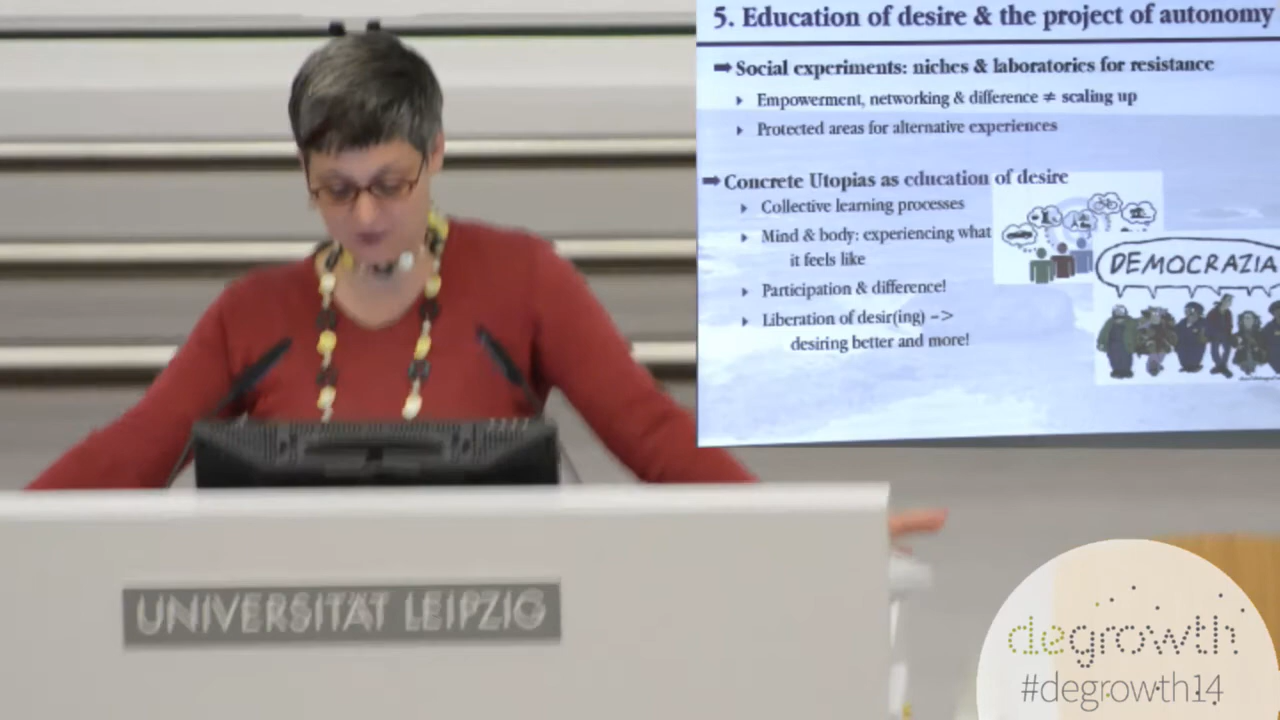 5. Education of desire & the project of autonomy
➡ Social experiments: niches & laboratories for resistance
Empowerment, networking & difference ≠ scaling up
Protected areas for alternative experiences
➡ Concrete Utopias as education of desire
Collective learning processes
Mind & body: experiencing what
it feels like
Participation & difference!
Liberation of desir(ing) –>
desiring better and more!
DEMOCRAZIA
UNIVERSITÄT LEIPZIG
degrowth
#degrowth14